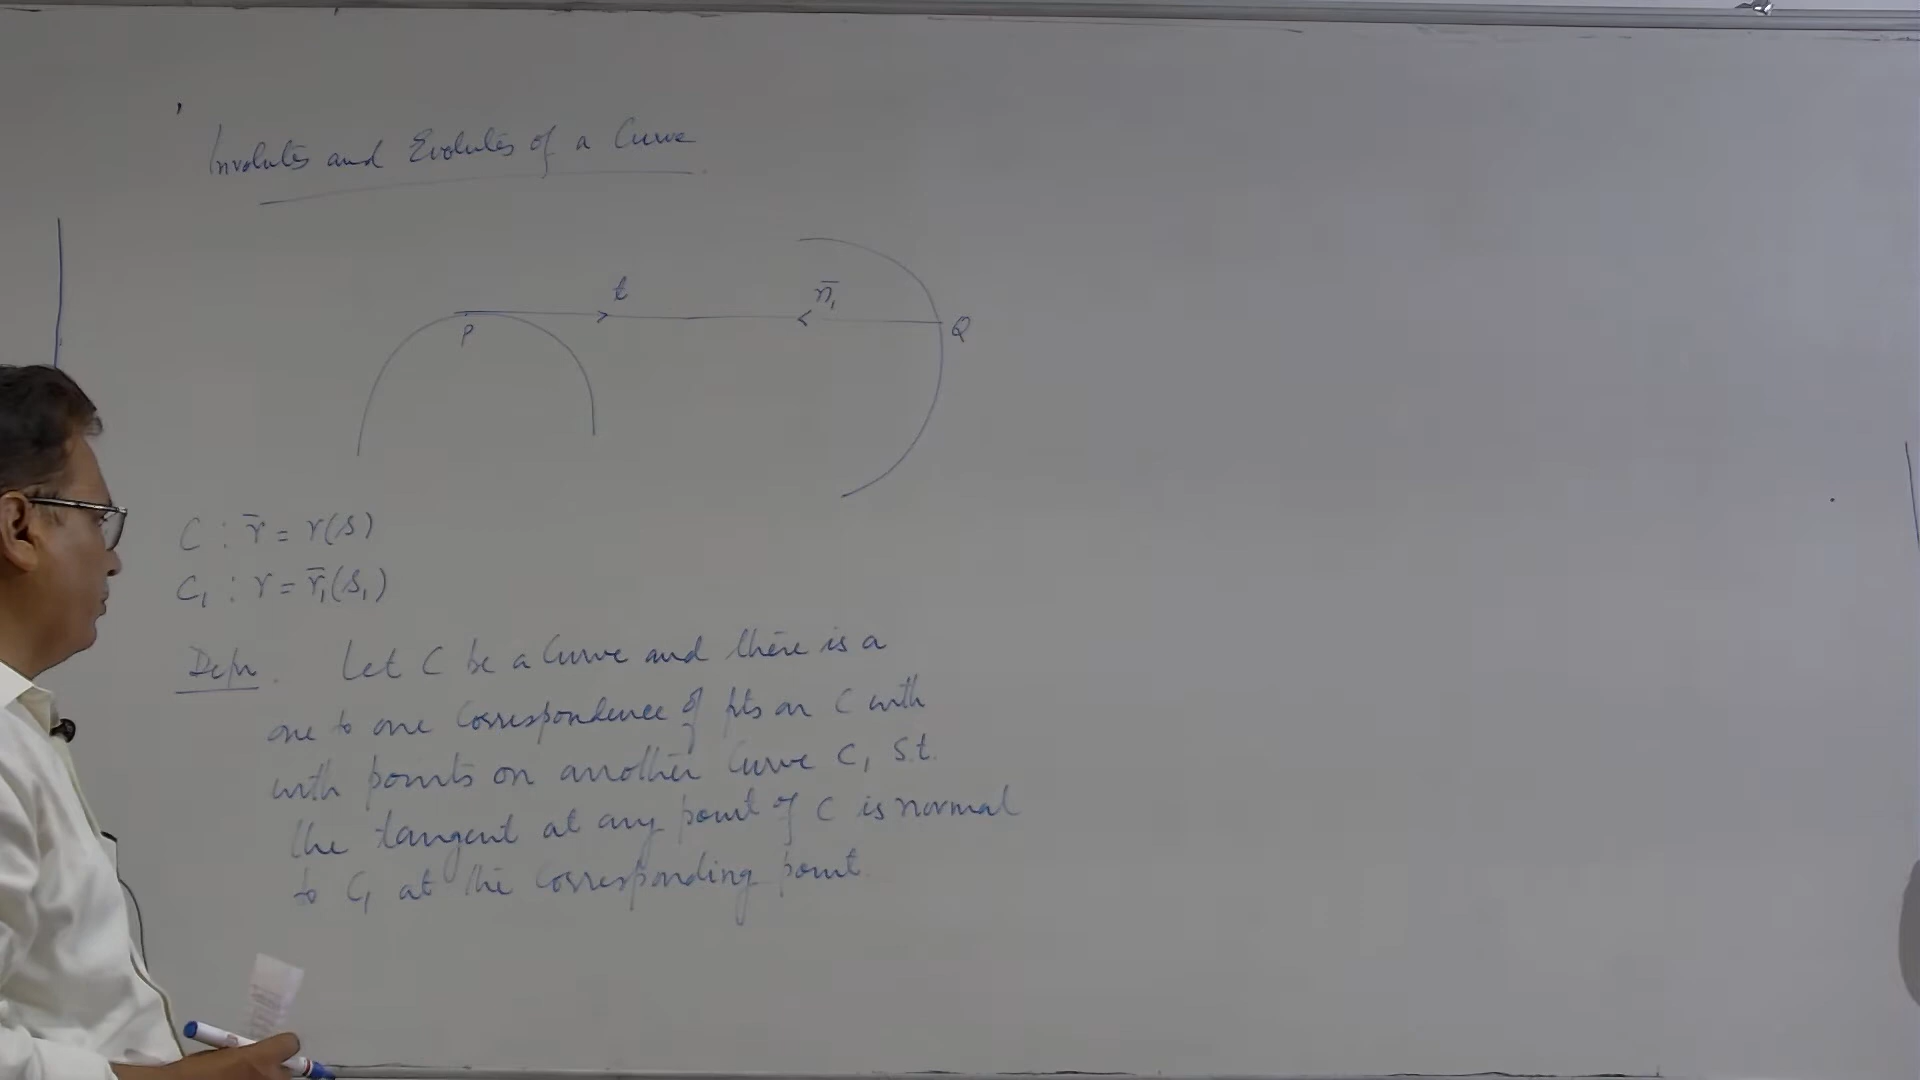 Involutes and Evolutes of a Curve
t
n̄₁
P
Q
C : r̄ = r(s)
C₁ : r = r̄₁(s₁)
Defn. Let C be a Curve and there is a
one to one Correspondence of pts on C with
with points on another Curve C₁ s.t.
the tangent at any point of C is normal
to C₁ at the Corresponding point.